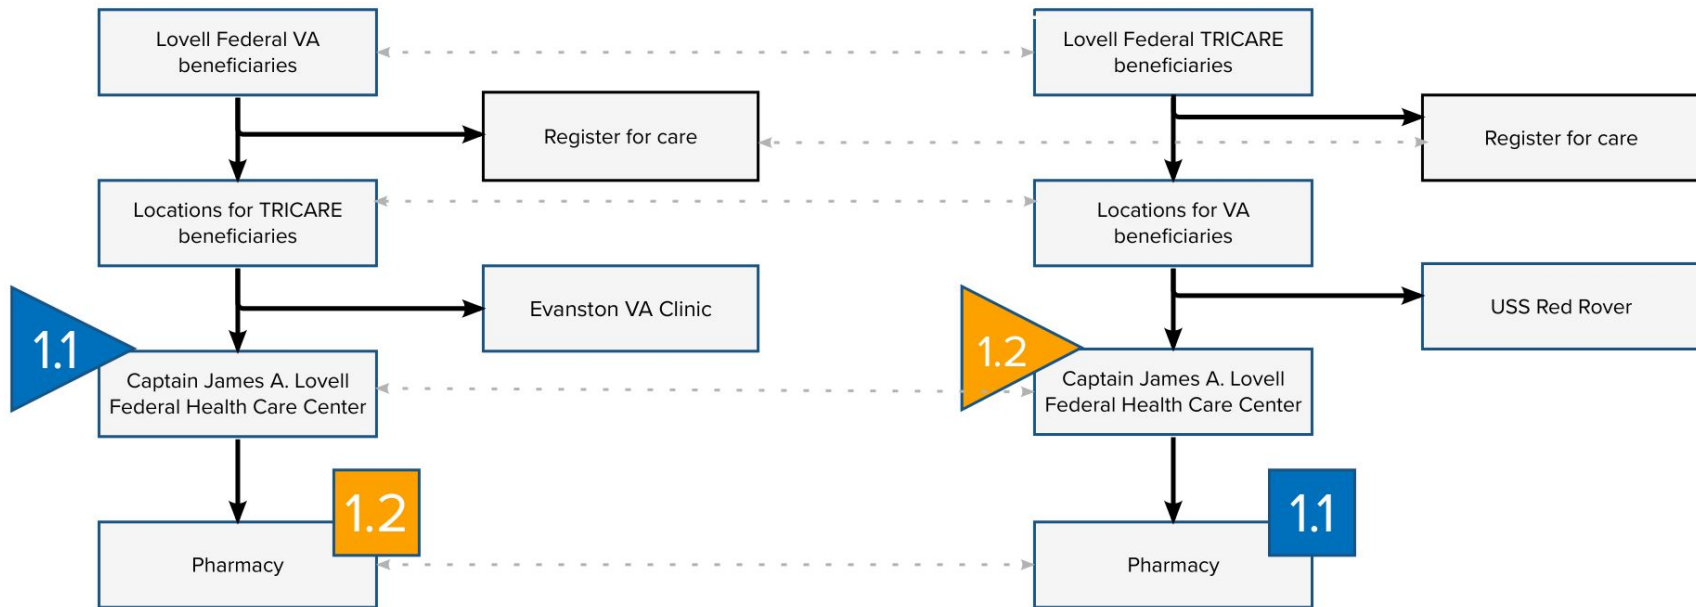 Lovell Federal VA
beneficiaries
Lovell Federal TRICARE
beneficiaries
Register for care
Register for care
Locations for TRICARE
beneficiaries
Locations for VA
beneficiaries
Evanston VA Clinic
USS Red Rover
1.1
Captain James A. Lovell
Federal Health Care Center
1.2
Captain James A. Lovell
Federal Health Care Center
1.2
Pharmacy
1.1
Pharmacy